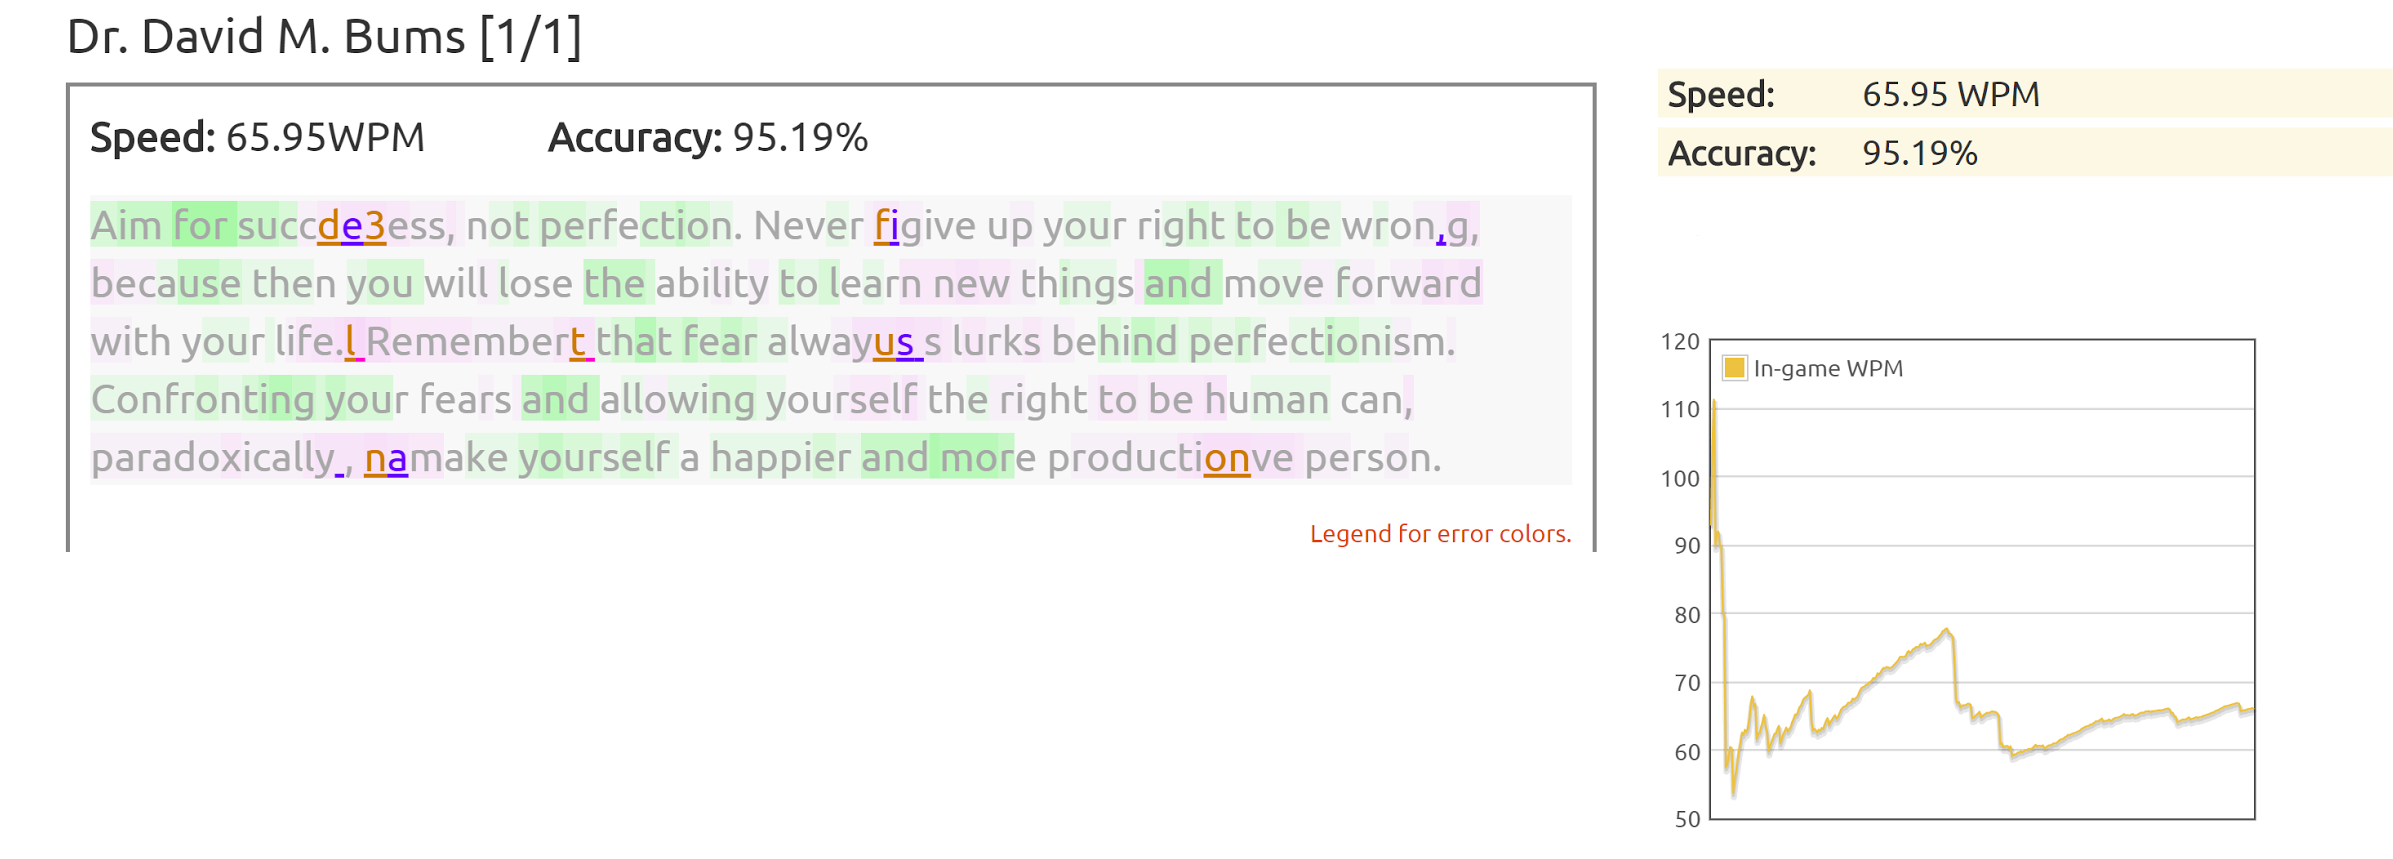 Dr. David M. Bums [1/1]
Speed: 65.95WPM Accuracy: 95.19%
Aim for succde3ess, not perfection. Never figive up your right to be wron,g,
because then you will lose the ability to learn new things and move forward
with your life.l Remembert that fear alwayus s lurks behind perfectionism.
Confronting your fears and allowing yourself the right to be human can,
paradoxically , namake yourself a happier and more productionve person.
Legend for error colors.
Speed: 65.95 WPM
Accuracy: 95.19%
120
In-game WPM
110
100
90
80
70
60
50